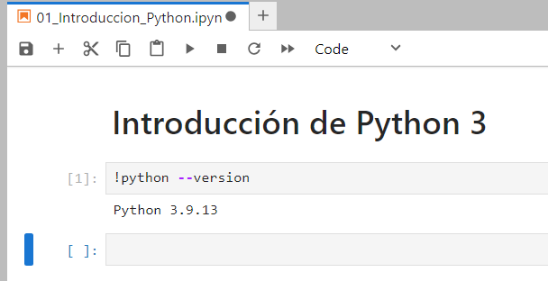 01_Introduccion_Python.ipyn
Code
Introducción de Python 3
[1]: !python --version
Python 3.9.13
[ ]: